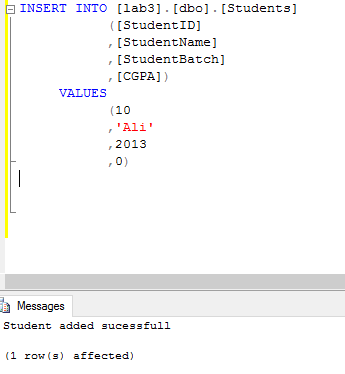 INSERT INTO [lab3].[dbo].[Students]
([StudentID]
,[StudentName]
,[StudentBatch]
,[CGPA])
VALUES
(10
,'Ali'
,2013
,0)
Messages
Student added sucessfull
(1 row(s) affected)